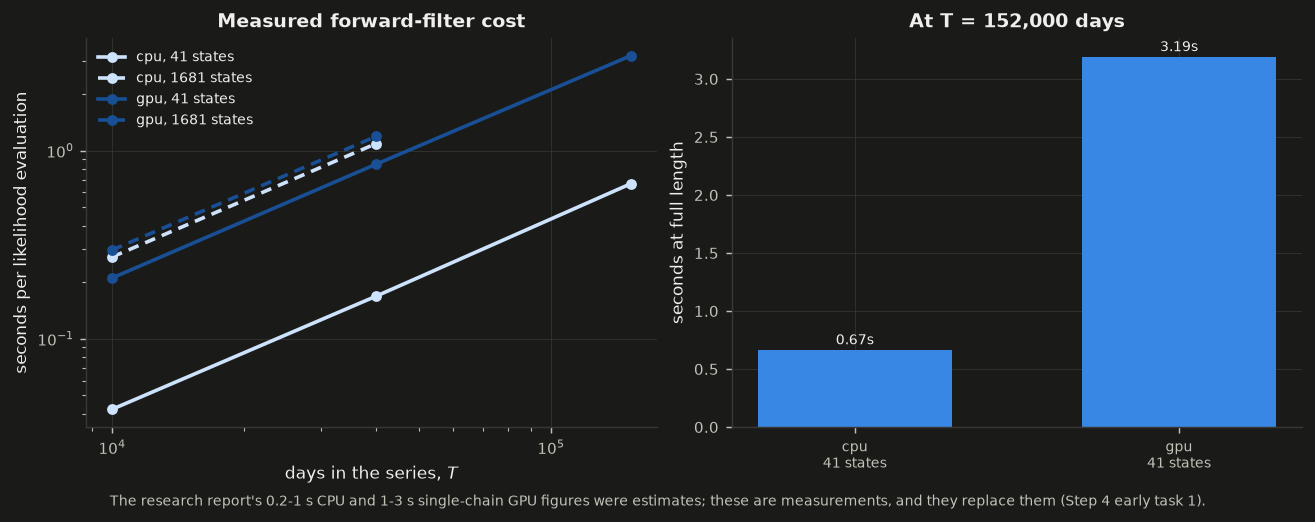 Measured forward-filter cost
cpu, 41 states
cpu, 1681 states
gpu, 41 states
gpu, 1681 states
seconds per likelihood evaluation
10⁰
10⁻¹
10⁴
10⁵
days in the series, T
At T = 152,000 days
seconds at full length
3.0
2.5
2.0
1.5
1.0
0.5
0.0
0.67s
3.19s
cpu
41 states
gpu
41 states
The research report's 0.2-1 s CPU and 1-3 s single-chain GPU figures were estimates; these are measurements, and they replace them (Step 4 early task 1).